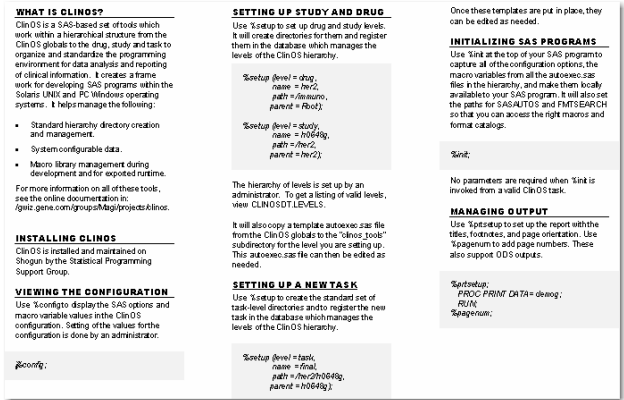 WHAT IS CLINOS?
ClinOS is a SAS-based set of tools which
work within a hierarchical structure from the
ClinOS globals to the drug, study and task to
organize and standardize the programming
environment for data analysis and reporting
of clinical information. It creates a frame
work for developing SAS programs within the
Solaris UNIX and PC Windows operating
systems. It helps manage the following:
• Standard hierarchy directory creation
and management.
• System configurable data.
• Macro library management during
development and for exported runtime.
For more information on all of these tools,
see the online documentation in:
/gwiz.gene.com/groups/Magi/projects/clinos.
INSTALLING CLINOS
ClinOS is installed and maintained on
Shogun by the Statistical Programming
Support Group.
VIEWING THE CONFIGURATION
Use %config to display the SAS options and
macro variable values in the ClinOS
configuration. Setting of the values for the
configuration is done by an administrator.
%config;
SETTING UP STUDY AND DRUG
Use %setup to set up drug and study levels.
It will create directories for them and register
them in the database which manages the
levels of the ClinOS hierarchy.
%setup (level = drug,
name = her2,
path = /immuno,
parent = Root);
%setup (level = study,
name = h0648g,
path = /her2,
parent = her2);
The hierarchy of levels is set up by an
administrator. To get a listing of valid levels,
view CLINOSDT.LEVELS.
It will also copy a template autoexec.sas file
from the ClinOS globals to the "clinos_tools"
subdirectory for the level you are setting up.
This autoexec.sas file can then be edited as
needed.
SETTING UP A NEW TASK
Use %setup to create the standard set of
task-level directories and to register the new
task in the database which manages the
levels of the ClinOS hierarchy.
%setup (level = task,
name = final,
path = /her2/h0648g,
parent = h0648g);
Once these templates are put in place, they
can be edited as needed.
INITIALIZING SAS PROGRAMS
Use %init at the top of your SAS program to
capture all of the configuration options, the
macro variables from all the autoexec.sas
files in the hierarchy, and make them locally
available to your SAS program. It will also set
the paths for SASAUTOS and FMTSEARCH
so that you can access the right macros and
format catalogs.
%init;
No parameters are required when %init is
invoked from a valid ClinOS task.
MANAGING OUTPUT
Use %prtsetup to set up the report with the
titles, footnotes, and page orientation. Use
%pagenum to add page numbers. These
also support ODS outputs.
%prtsetup;
PROC PRINT DATA= demog;
RUN;
%pagenum;